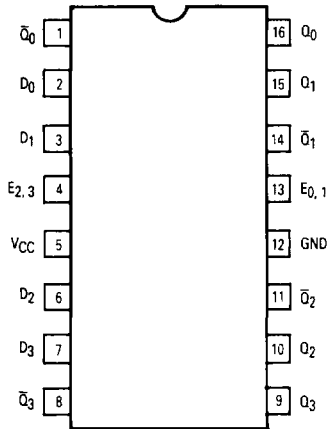 Q̅0 1 16 Q0
D0 2 15 Q1
D1 3 14 Q̅1
E2, 3 4 13 E0, 1
VCC 5 12 GND
D2 6 11 Q̅2
D3 7 10 Q2
Q̅3 8 9 Q3